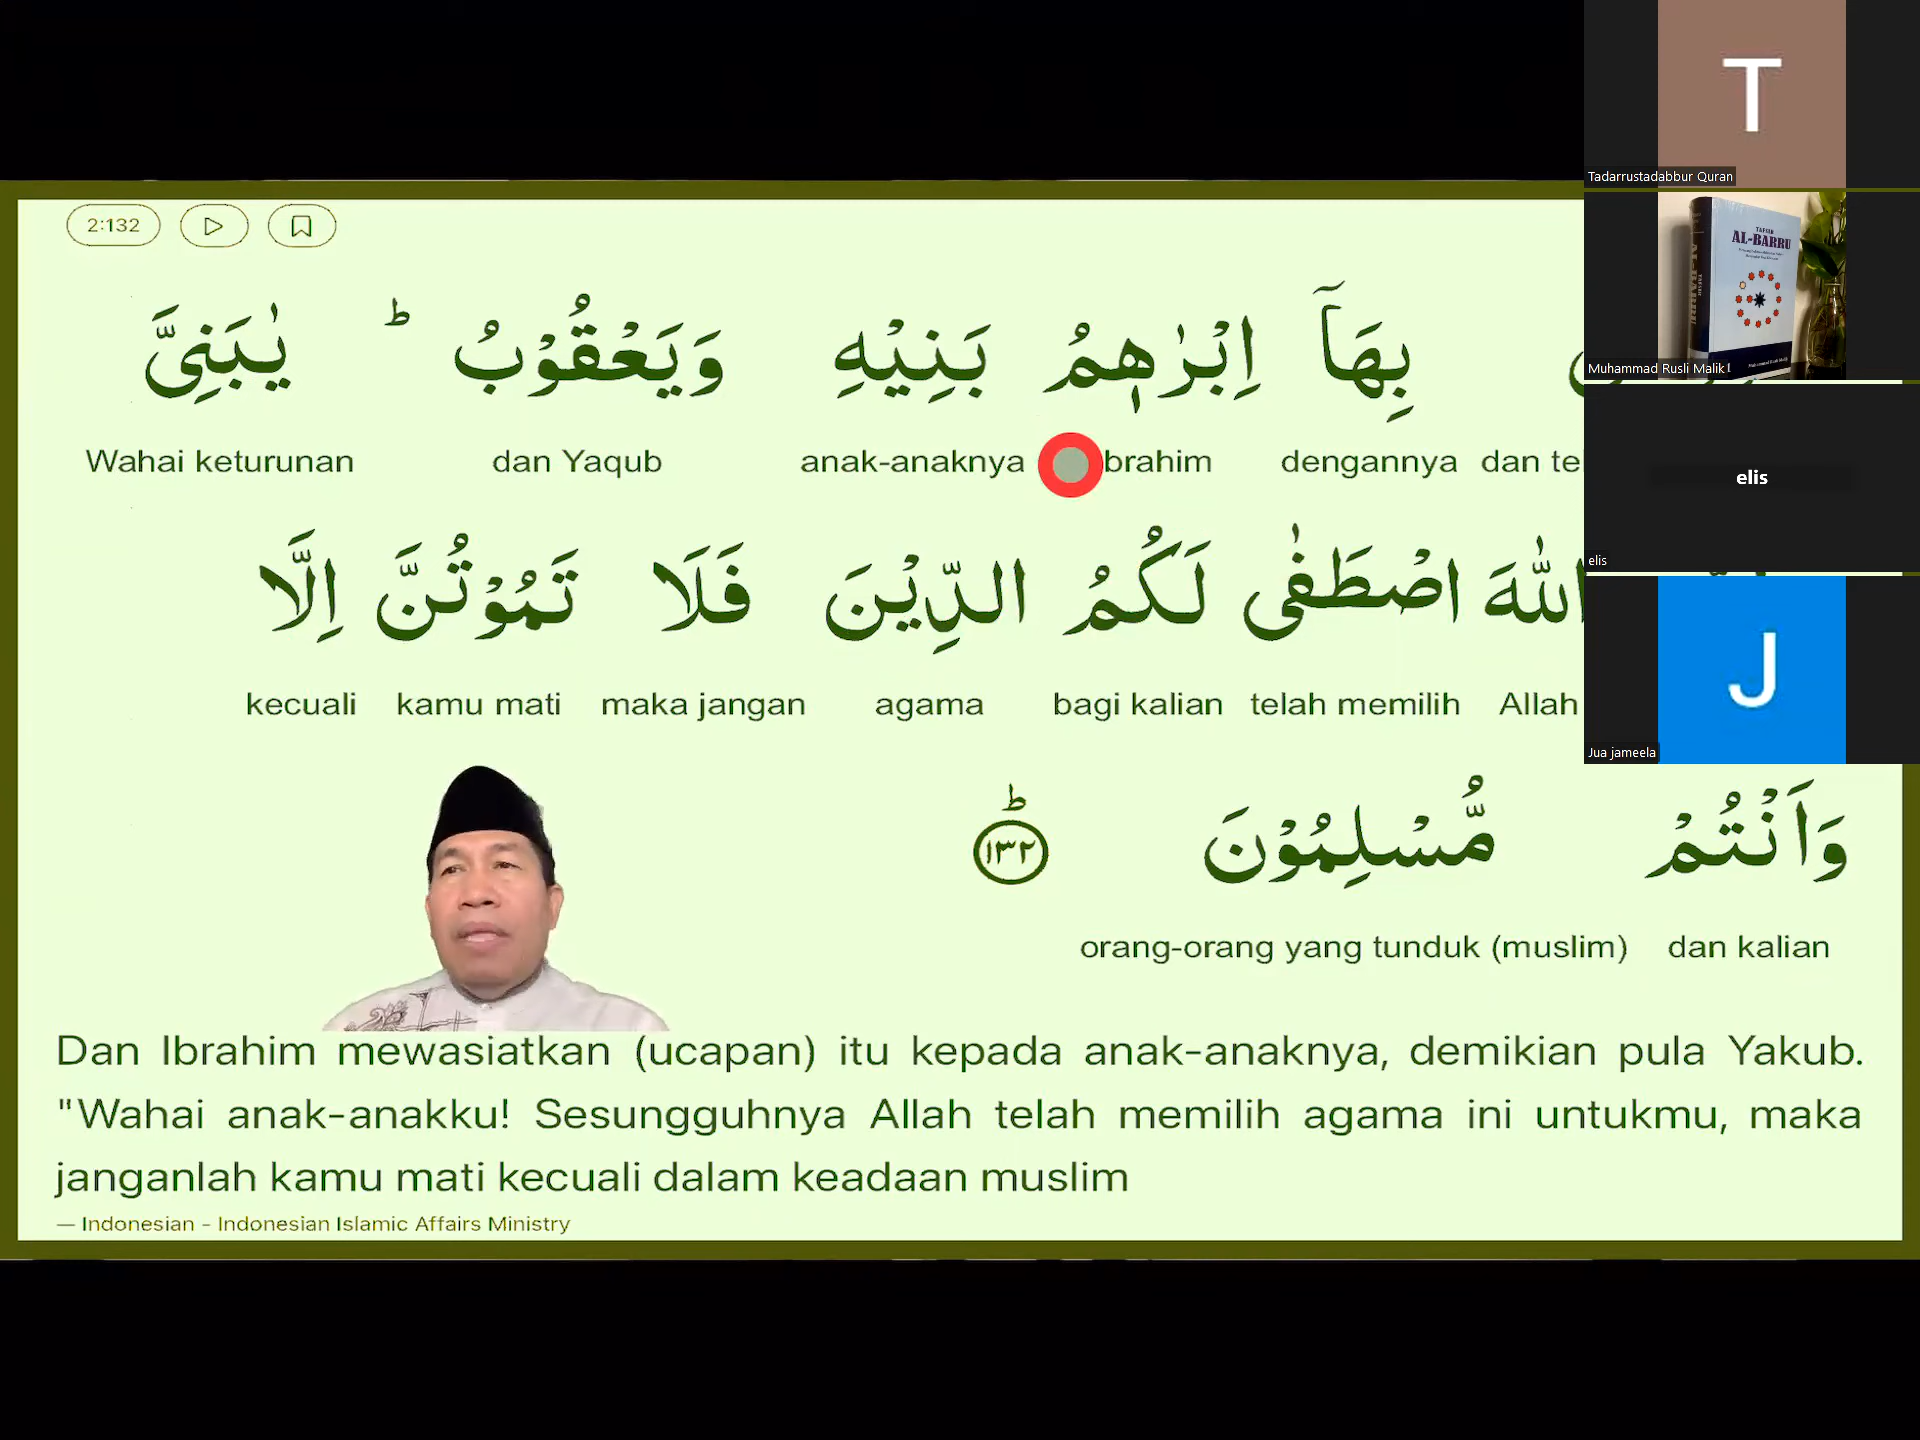 2:132
بِهَآ اِبْرٰهٖمُ بَنِيْهِ وَيَعْقُوْبُ ۗ يٰبَنِيَّ
Wahai keturunan dan Yaqub anak-anaknya brahim dengannya dan tel
اللّٰهَ اصْطَفٰى لَكُمُ الدِّيْنَ فَلَا تَمُوْتُنَّ اِلَّا
kecuali kamu mati maka jangan agama bagi kalian telah memilih Allah
وَاَنْتُمْ مُّسْلِمُوْنَ ۗ ١٣٢
orang-orang yang tunduk (muslim) dan kalian
Dan Ibrahim mewasiatkan (ucapan) itu kepada anak-anaknya, demikian pula Yakub.
"Wahai anak-anakku! Sesungguhnya Allah telah memilih agama ini untukmu, maka
janganlah kamu mati kecuali dalam keadaan muslim
— Indonesian - Indonesian Islamic Affairs Ministry
T
Tadarrustadabbur Quran
TAFSIR
AL-BARRU
Muhammad Rusli Malik
elis
elis
J
Jua jameela